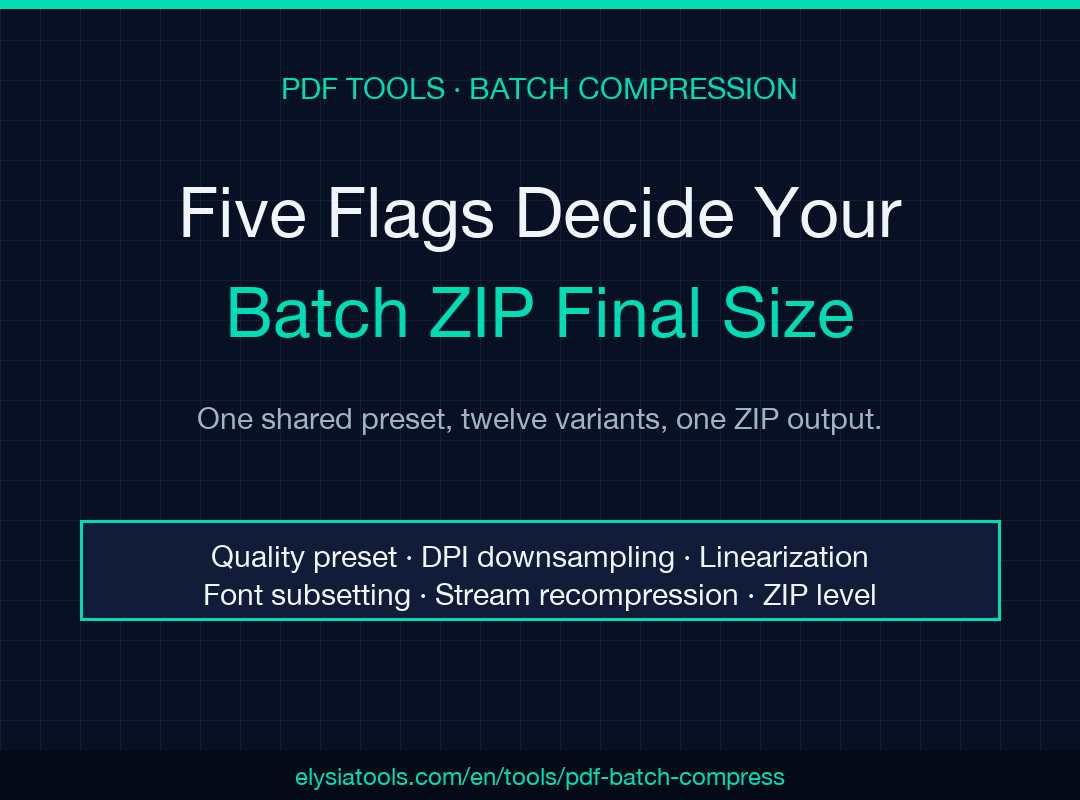 PDF TOOLS · BATCH COMPRESSION
Five Flags Decide Your
Batch ZIP Final Size
One shared preset, twelve variants, one ZIP output.
Quality preset · DPI downsampling · Linearization
Font subsetting · Stream recompression · ZIP level
elysiatools.com/en/tools/pdf-batch-compress